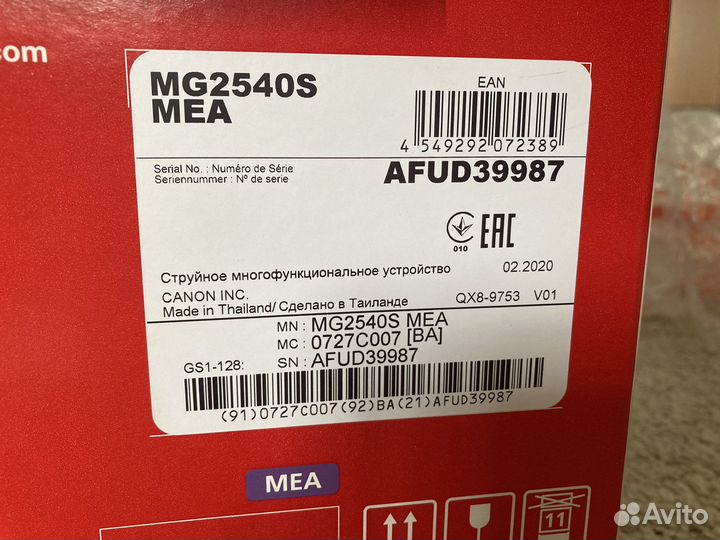 com
MG2540S
MEA
EAN
4 549292 072389
Serial No. : Numéro de Série
Seriennummer : Nº de serie
AFUD39987
010
EAC
Струйное многофункциональное устройство 02.2020
CANON INC.
Made in Thailand/ Сделано в Таиланде QX8-9753 V01
MN : MG2540S MEA
MC : 0727C007 [BA]
GS1-128: SN : AFUD39987
(91)0727C007(92)BA(21)AFUD39987
MEA
11
Avito